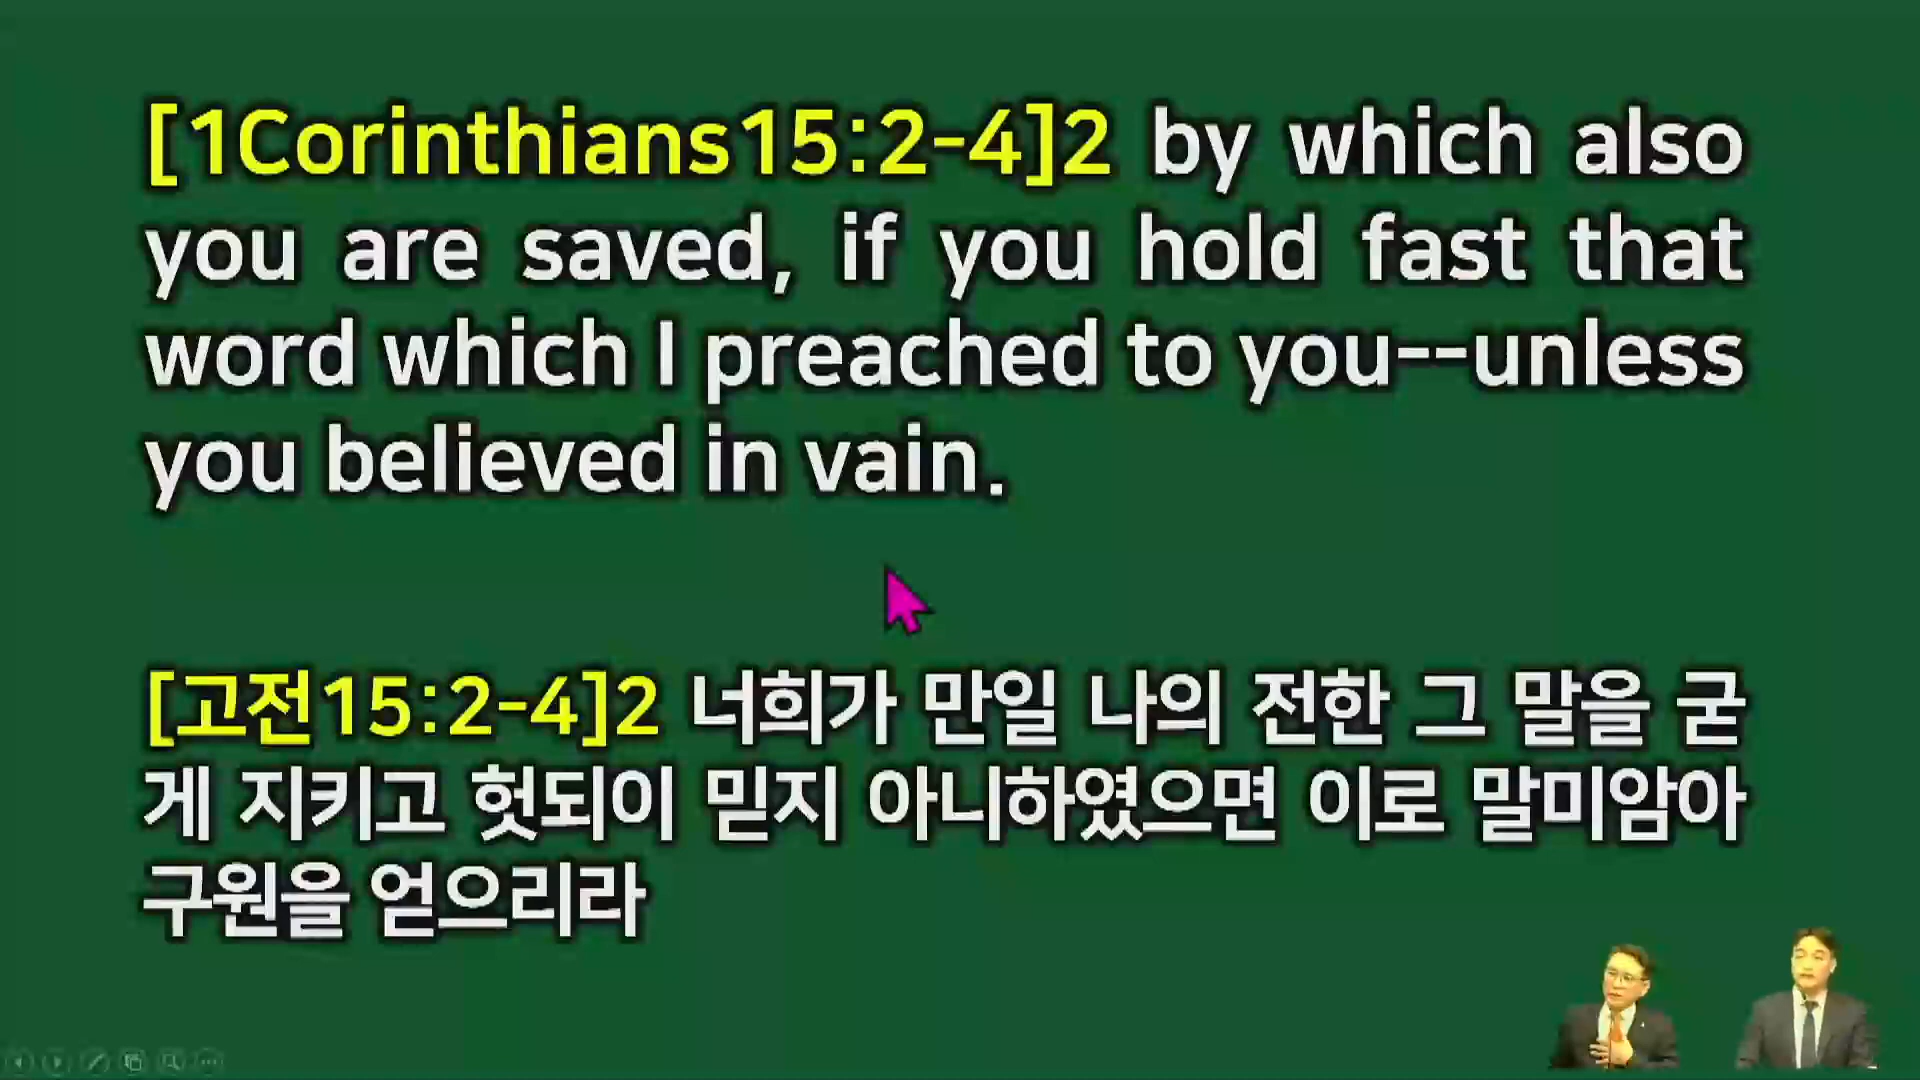 [1Corinthians15:2-4]2 by which also
you are saved, if you hold fast that
word which I preached to you--unless
you believed in vain.
[고전15:2-4]2 너희가 만일 나의 전한 그 말을 굳
게 지키고 헛되이 믿지 아니하였으면 이로 말미암아
구원을 얻으리라